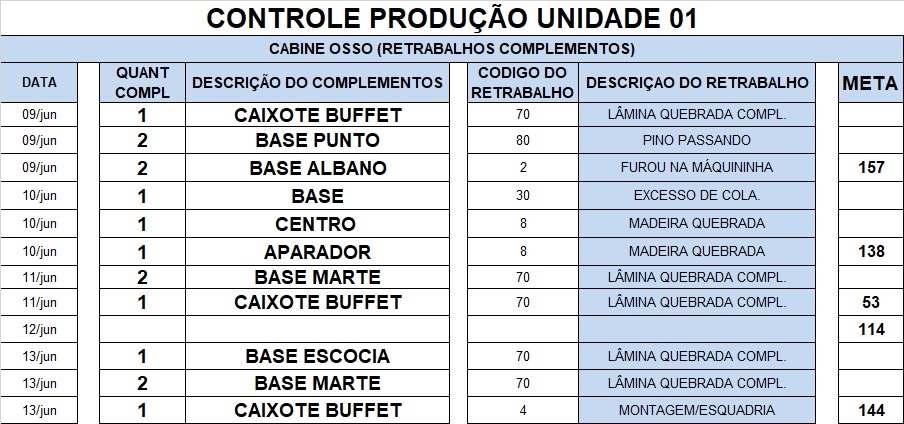 CONTROLE PRODUÇÃO UNIDADE 01
CABINE OSSO (RETRABALHOS COMPLEMENTOS)
DATA QUANT COMPL DESCRIÇÃO DO COMPLEMENTOS CODIGO DO RETRABALHO DESCRIÇAO DO RETRABALHO META
09/jun 1 CAIXOTE BUFFET 70 LÂMINA QUEBRADA COMPL.
09/jun 2 BASE PUNTO 80 PINO PASSANDO
09/jun 2 BASE ALBANO 2 FUROU NA MÁQUININHA 157
10/jun 1 BASE 30 EXCESSO DE COLA.
10/jun 1 CENTRO 8 MADEIRA QUEBRADA
10/jun 1 APARADOR 8 MADEIRA QUEBRADA 138
11/jun 2 BASE MARTE 70 LÂMINA QUEBRADA COMPL.
11/jun 1 CAIXOTE BUFFET 70 LÂMINA QUEBRADA COMPL. 53
12/jun 114
13/jun 1 BASE ESCOCIA 70 LÂMINA QUEBRADA COMPL.
13/jun 2 BASE MARTE 70 LÂMINA QUEBRADA COMPL.
13/jun 1 CAIXOTE BUFFET 4 MONTAGEM/ESQUADRIA 144